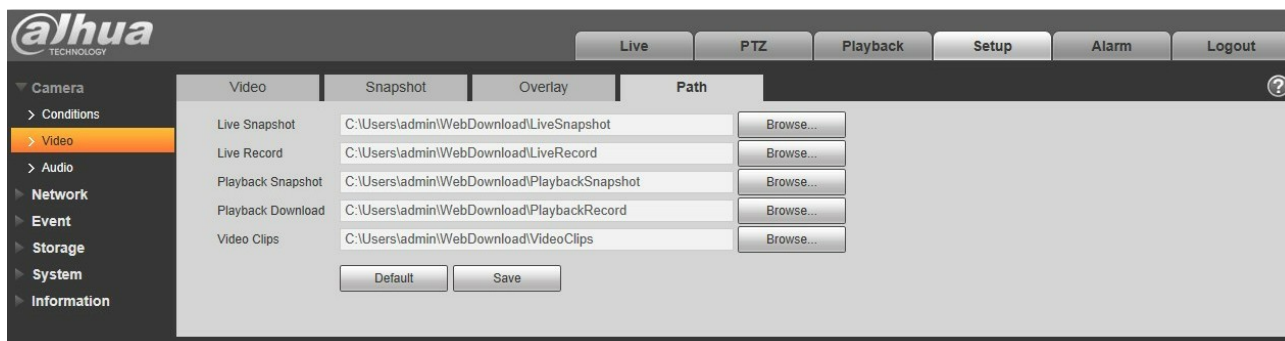 alhua
TECHNOLOGY
Live PTZ Playback Setup Alarm Logout
Camera
> Conditions
> Video
> Audio
Network
Event
Storage
System
Information
Video Snapshot Overlay Path
?
Live Snapshot C:\Users\admin\WebDownload\LiveSnapshot Browse...
Live Record C:\Users\admin\WebDownload\LiveRecord Browse...
Playback Snapshot C:\Users\admin\WebDownload\PlaybackSnapshot Browse...
Playback Download C:\Users\admin\WebDownload\PlaybackRecord Browse...
Video Clips C:\Users\admin\WebDownload\VideoClips Browse...
Default Save